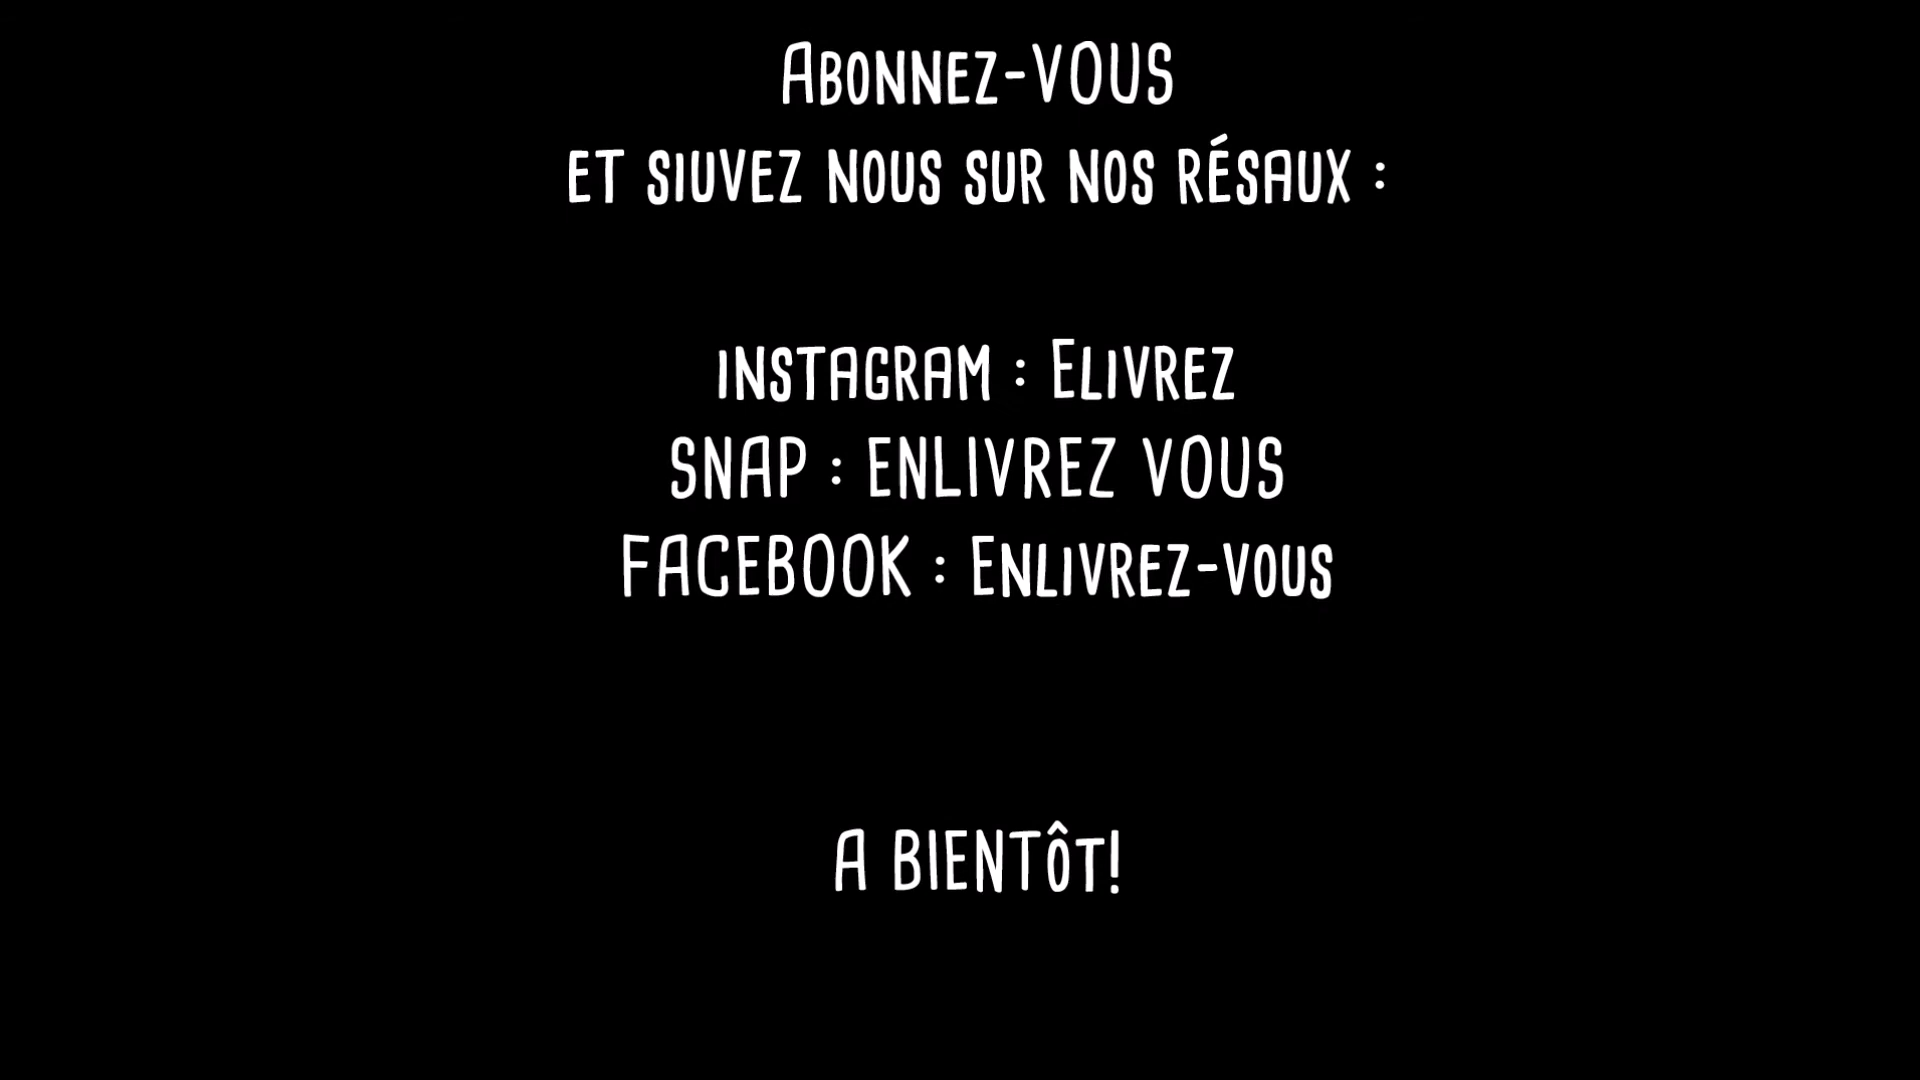 Abonnez-VOUS
et siuvez nous sur nos résaux :
instagram : Elivrez
SNAP : ENLIVREZ VOUS
FACEBOOK : Enlivrez-vous
A BIENTôt!